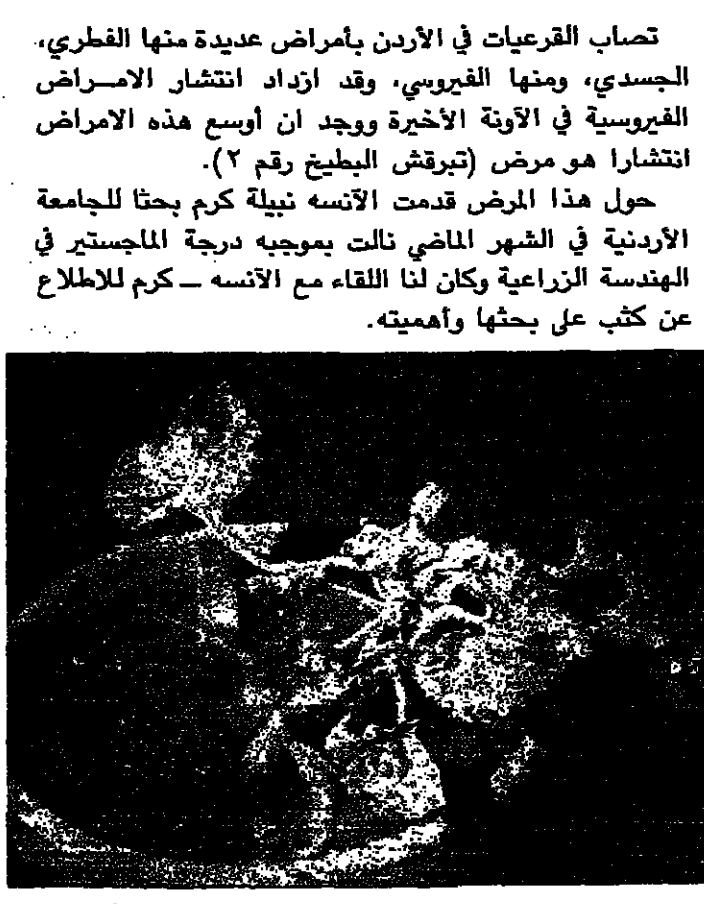 تصاب القرعيات في الأردن بأمراض عديدة منها الفطري،
الجسدي، ومنها الفيروسي، وقد ازداد انتشار الامـراض
الفيروسية في الآونة الأخيرة ووجد ان أوسع هذه الامراض
انتشارا هو مرض (تبرقش البطيخ رقم ٢).
حول هذا المرض قدمت الآنسه نبيلة كرم بحثا للجامعة
الأردنية في الشهر الماضي نالت بموجبه درجة الماجستير في
الهندسة الزراعية وكان لنا اللقاء مع الآنسه ــ كرم للاطلاع
عن كثب على بحثها وأهميته.